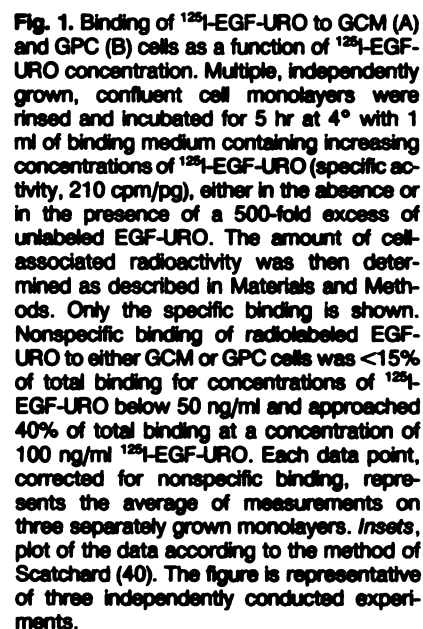 Fig. 1. Binding of ¹²⁵I-EGF-URO to GCM (A)
and GPC (B) cells as a function of ¹²⁵I-EGF-
URO concentration. Multiple, independently
grown, confluent cell monolayers were
rinsed and incubated for 5 hr at 4° with 1
ml of binding medium containing increasing
concentrations of ¹²⁵I-EGF-URO (specific ac-
tivity, 210 cpm/pg), either in the absence or
in the presence of a 500-fold excess of
unlabeled EGF-URO. The amount of cell-
associated radioactivity was then deter-
mined as described in Materials and Meth-
ods. Only the specific binding is shown.
Nonspecific binding of radiolabeled EGF-
URO to either GCM or GPC cells was <15%
of total binding for concentrations of ¹²⁵I-
EGF-URO below 50 ng/ml and approached
40% of total binding at a concentration of
100 ng/ml ¹²⁵I-EGF-URO. Each data point,
corrected for nonspecific binding, repre-
sents the average of measurements on
three separately grown monolayers. Insets,
plot of the data according to the method of
Scatchard (40). The figure is representative
of three independently conducted experi-
ments.